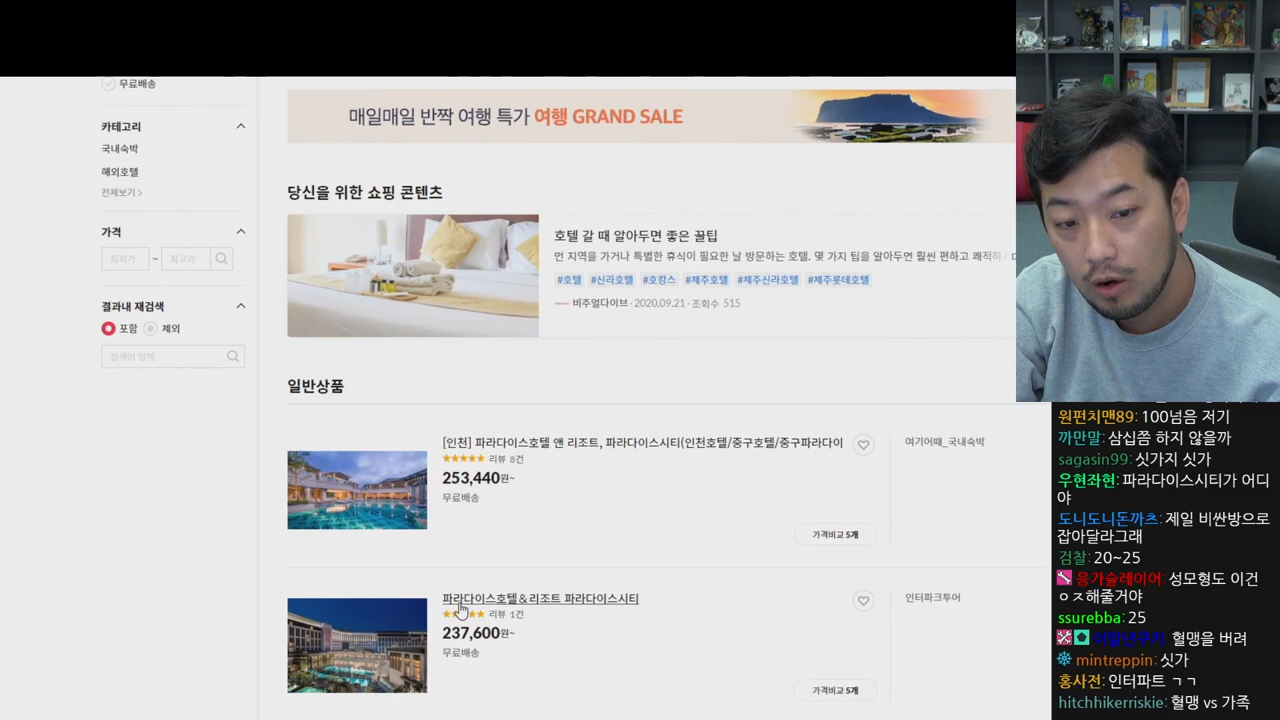 무료배송
카테고리
국내숙박
해외호텔
전체보기 >
가격
최저가 ~ 최고가
결과내 재검색
포함 제외
검색어 입력
매일매일 반짝 여행 특가 여행 GRAND SALE
당신을 위한 쇼핑 콘텐츠
호텔 갈 때 알아두면 좋은 꿀팁
먼 지역을 가거나 특별한 휴식이 필요한 날 방문하는 호텔. 몇 가지 팁을 알아두면 훨씬 편하고 쾌적하
#호텔 #신라호텔 #호캉스 #제주호텔 #제주신라호텔 #제주롯데호텔
비주얼다이브 · 2020.09.21 · 조회수 515
일반상품
[인천] 파라다이스호텔 앤 리조트, 파라다이스시티(인천호텔/중구호텔/중구파라다이
여기어때_국내숙박
★★★★★ 리뷰 8건
253,440원~
무료배송
가격비교 5개
파라다이스호텔&리조트 파라다이스시티
인터파크투어
리뷰 1건
237,600원~
무료배송
가격비교 5개
원펀치맨89: 100넘음 저기
까만말: 삼십쯤 하지 않을까
sagasin99: 싯가지 싯가
우현좌현: 파라다이스시티가 어디
야
도니도니돈까츠: 제일 비싼방으로
잡아달라그래
검찰: 20~25
응가슬레이어: 성모형도 이건
ㅇㅈ해줄거야
ssurebba: 25
혈맹을 버려
mintreppin: 싯가
홍사전: 인터파트 ㄱㄱ
hitchhikerriskie: 혈맹 vs 가족